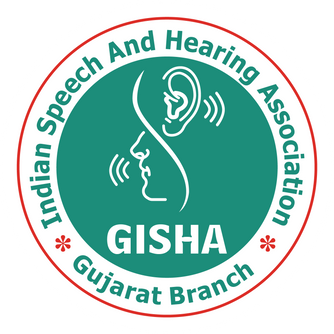 Indian Speech And Hearing Association
GISHA
Gujarat Branch